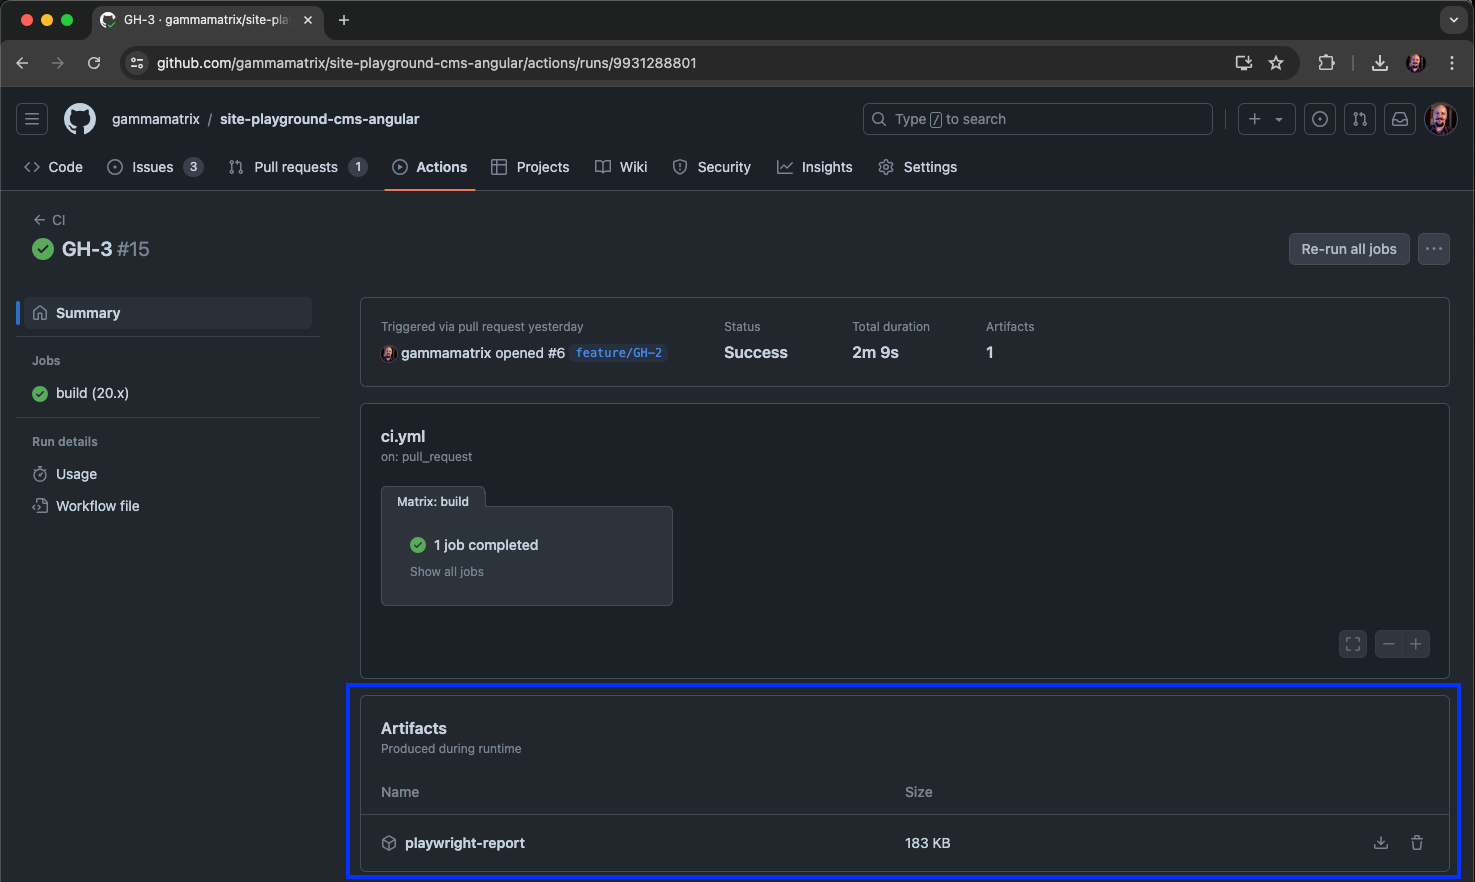 GH-3 · gammamatrix/site-pla
github.com/gammamatrix/site-playground-cms-angular/actions/runs/9931288801
gammamatrix / site-playground-cms-angular
Type / to search
Code
Issues 3
Pull requests 1
Actions
Projects
Wiki
Security
Insights
Settings
← CI
GH-3 #15
Re-run all jobs
Summary
Jobs
build (20.x)
Run details
Usage
Workflow file
Triggered via pull request yesterday
gammamatrix opened #6 feature/GH-2
Status
Success
Total duration
2m 9s
Artifacts
1
ci.yml
on: pull_request
Matrix: build
1 job completed
Show all jobs
Artifacts
Produced during runtime
Name Size
playwright-report 183 KB